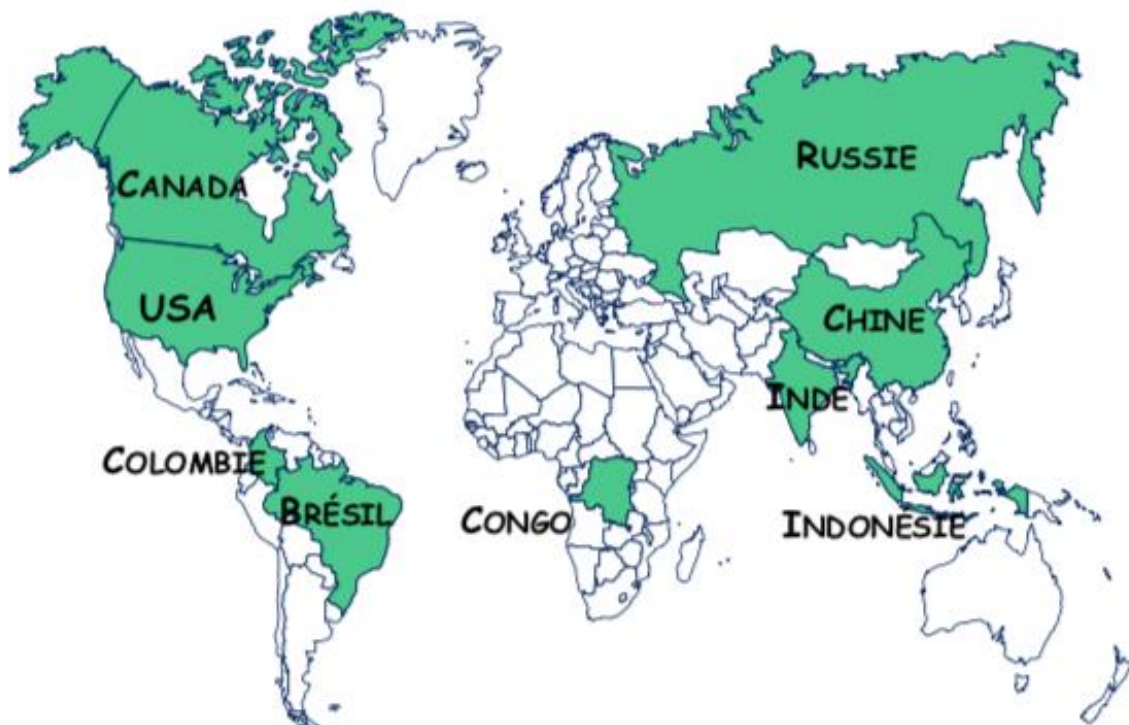 RUSSIE
CANADA
USA
CHINE
INDE
COLOMBIE
BRÉSIL
CONGO
INDONÉSIE